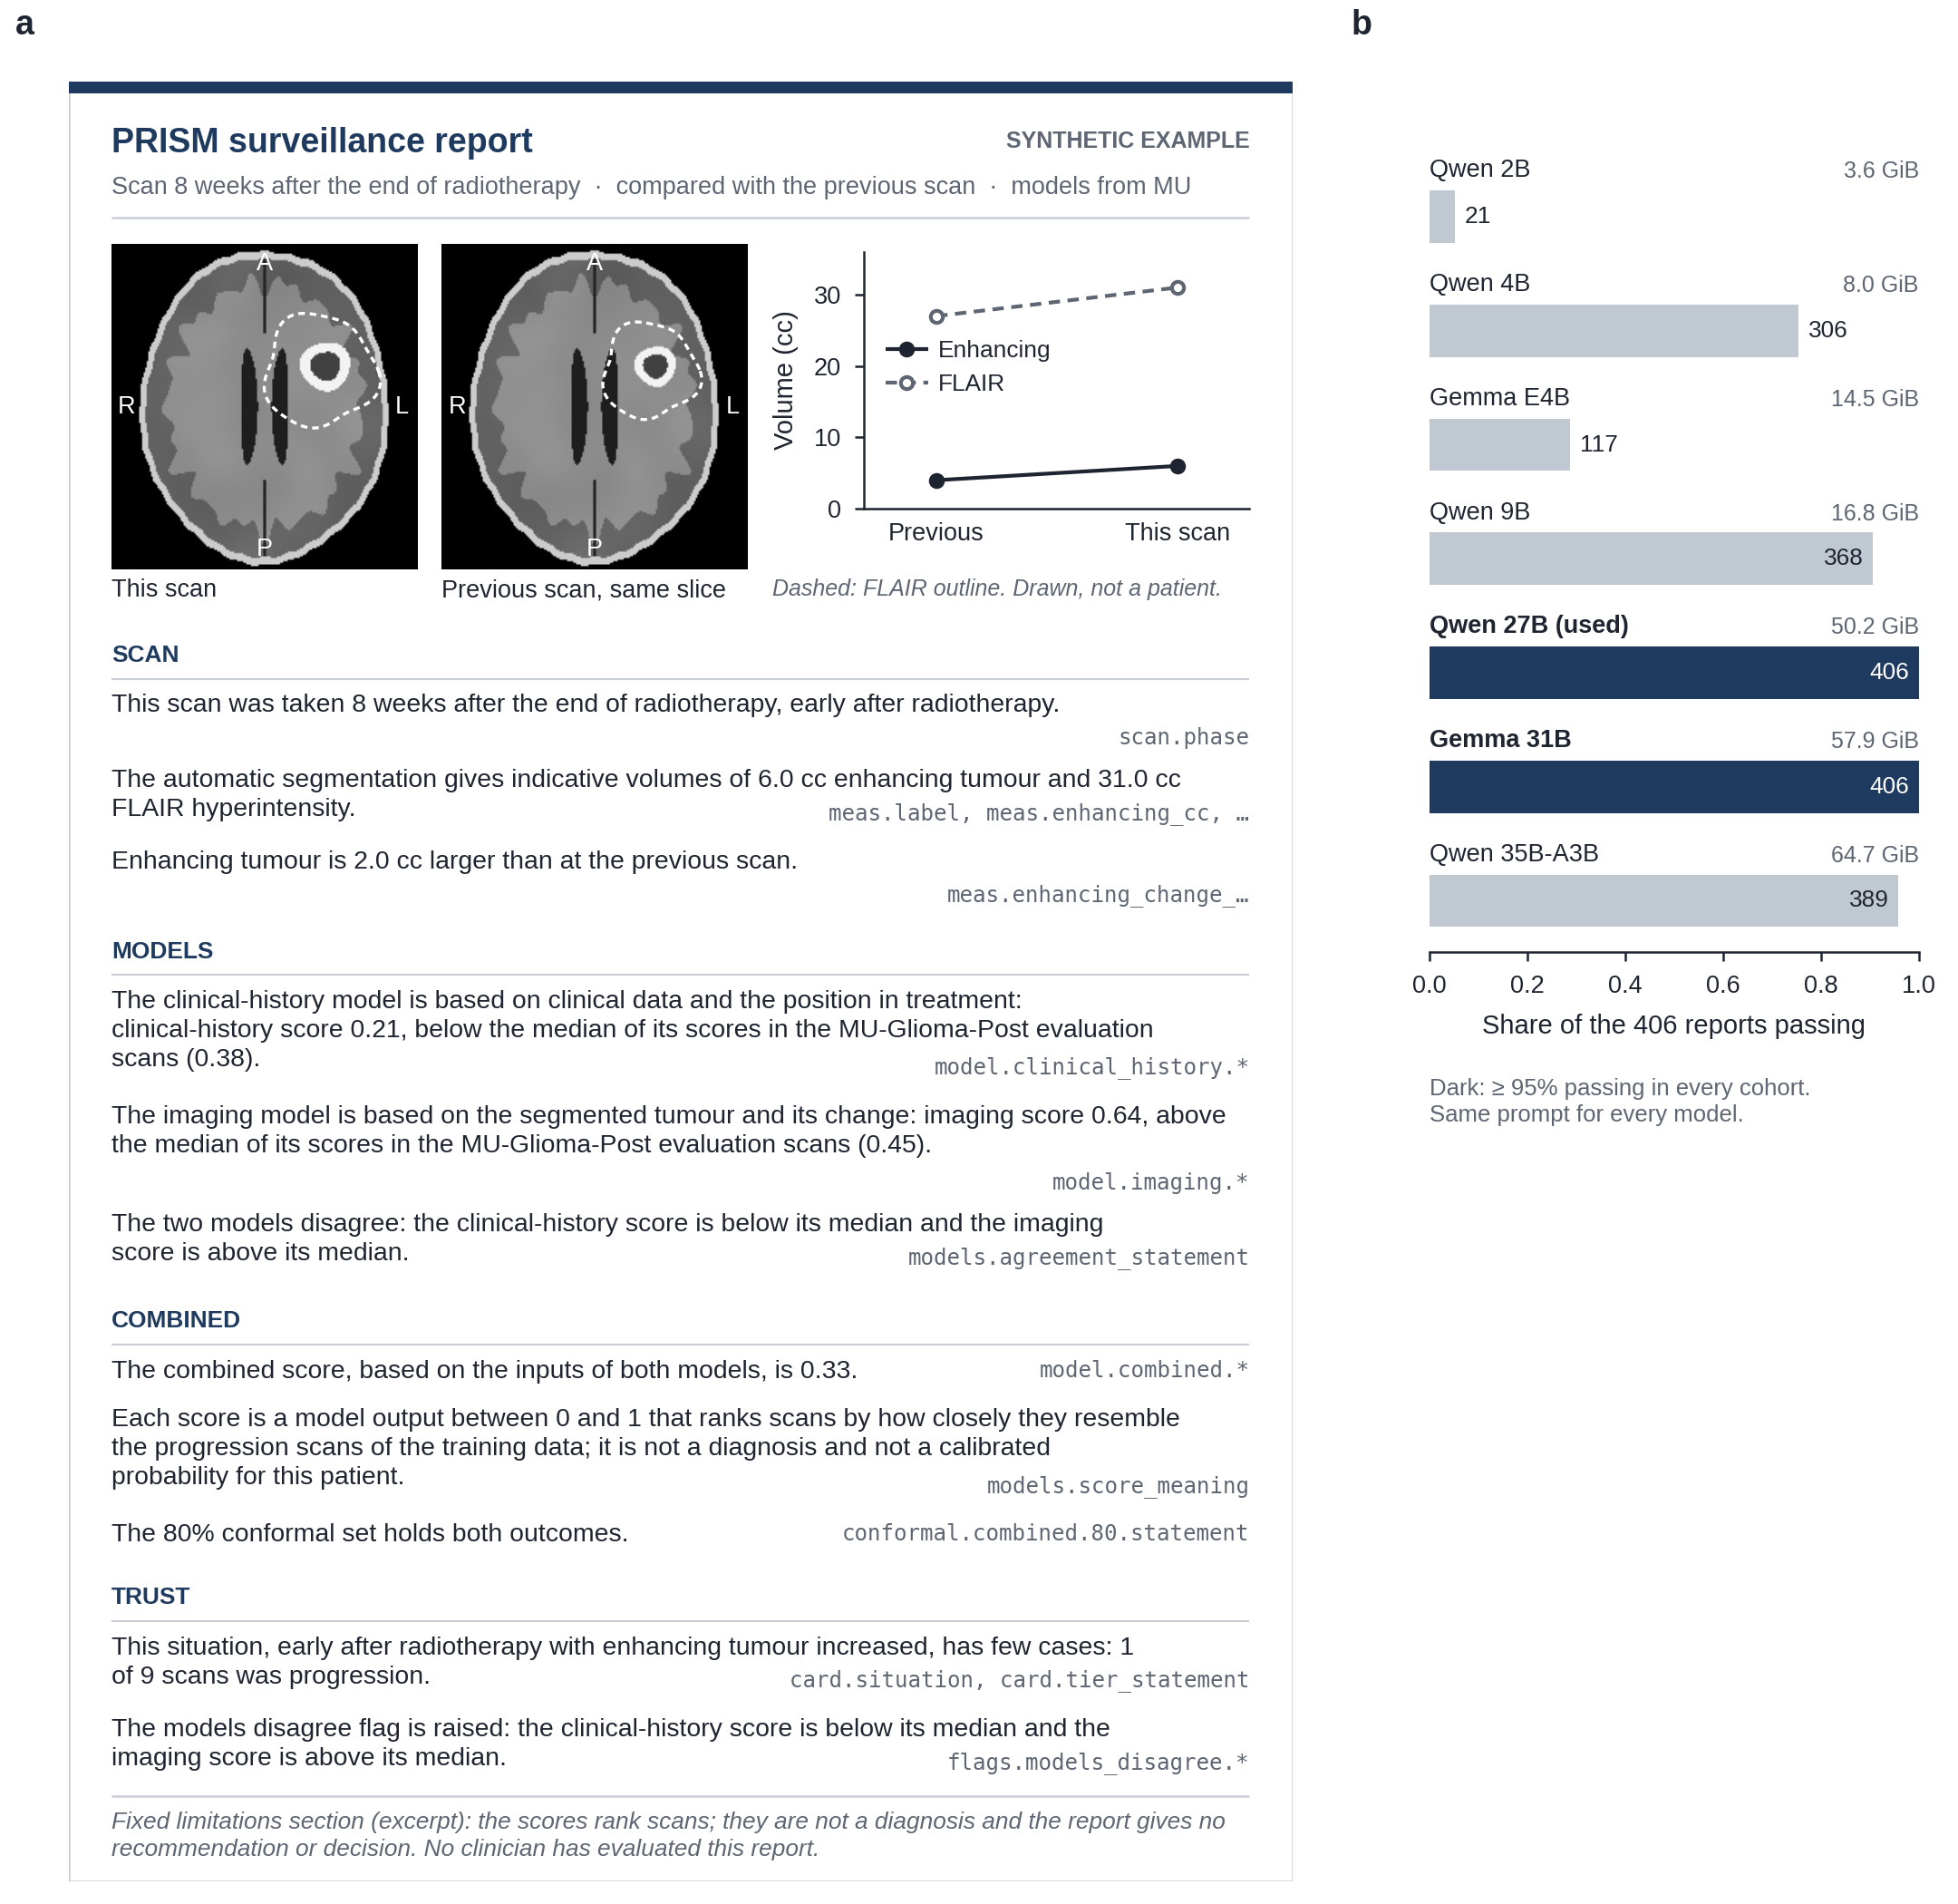 a
PRISM surveillance report
SYNTHETIC EXAMPLE
Scan 8 weeks after the end of radiotherapy · compared with the previous scan · models from MU
A
R
L
P
This scan
A
R
L
P
Previous scan, same slice
Volume (cc)
30
20
10
0
Enhancing
FLAIR
Previous
This scan
Dashed: FLAIR outline. Drawn, not a patient.
SCAN
This scan was taken 8 weeks after the end of radiotherapy, early after radiotherapy.
scan.phase
The automatic segmentation gives indicative volumes of 6.0 cc enhancing tumour and 31.0 cc
FLAIR hyperintensity.
meas.label, meas.enhancing_cc, …
Enhancing tumour is 2.0 cc larger than at the previous scan.
meas.enhancing_change_…
MODELS
The clinical-history model is based on clinical data and the position in treatment:
clinical-history score 0.21, below the median of its scores in the MU-Glioma-Post evaluation
scans (0.38).
model.clinical_history.*
The imaging model is based on the segmented tumour and its change: imaging score 0.64, above
the median of its scores in the MU-Glioma-Post evaluation scans (0.45).
model.imaging.*
The two models disagree: the clinical-history score is below its median and the imaging
score is above its median.
models.agreement_statement
COMBINED
The combined score, based on the inputs of both models, is 0.33.
model.combined.*
Each score is a model output between 0 and 1 that ranks scans by how closely they resemble
the progression scans of the training data; it is not a diagnosis and not a calibrated
probability for this patient.
models.score_meaning
The 80% conformal set holds both outcomes.
conformal.combined.80.statement
TRUST
This situation, early after radiotherapy with enhancing tumour increased, has few cases: 1
of 9 scans was progression.
card.situation, card.tier_statement
The models disagree flag is raised: the clinical-history score is below its median and the
imaging score is above its median.
flags.models_disagree.*
Fixed limitations section (excerpt): the scores rank scans; they are not a diagnosis and the report gives no
recommendation or decision. No clinician has evaluated this report.
b
Qwen 2B
3.6 GiB
21
Qwen 4B
8.0 GiB
306
Gemma E4B
14.5 GiB
117
Qwen 9B
16.8 GiB
368
Qwen 27B (used)
50.2 GiB
406
Gemma 31B
57.9 GiB
406
Qwen 35B-A3B
64.7 GiB
389
0.0 0.2 0.4 0.6 0.8 1.0
Share of the 406 reports passing
Dark: ≥ 95% passing in every cohort.
Same prompt for every model.